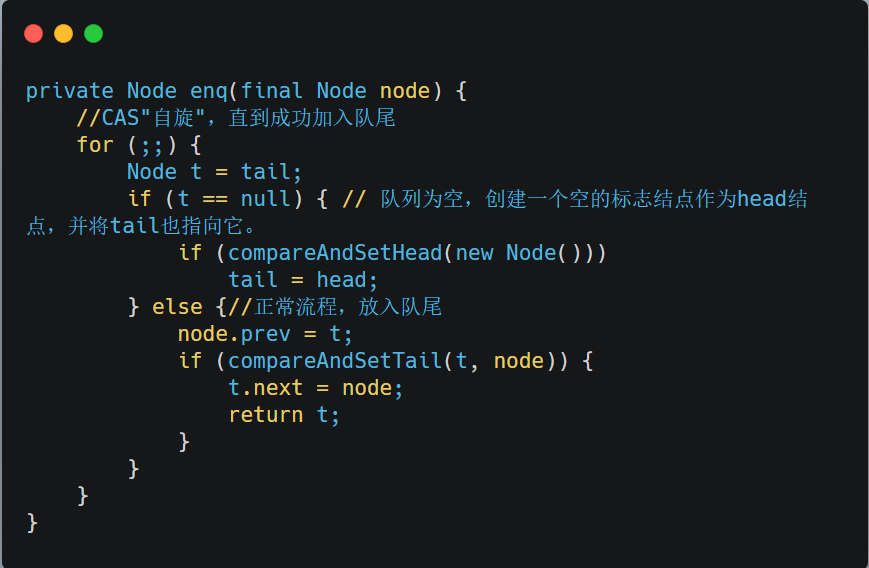 private Node enq(final Node node) {
    //CAS"自旋"，直到成功加入队尾
    for (;;) {
        Node t = tail;
        if (t == null) { // 队列为空，创建一个空的标志结点作为head结
点，并将tail也指向它。
            if (compareAndSetHead(new Node()))
                tail = head;
        } else {//正常流程，放入队尾
            node.prev = t;
            if (compareAndSetTail(t, node)) {
                t.next = node;
                return t;
            }
        }
    }
}